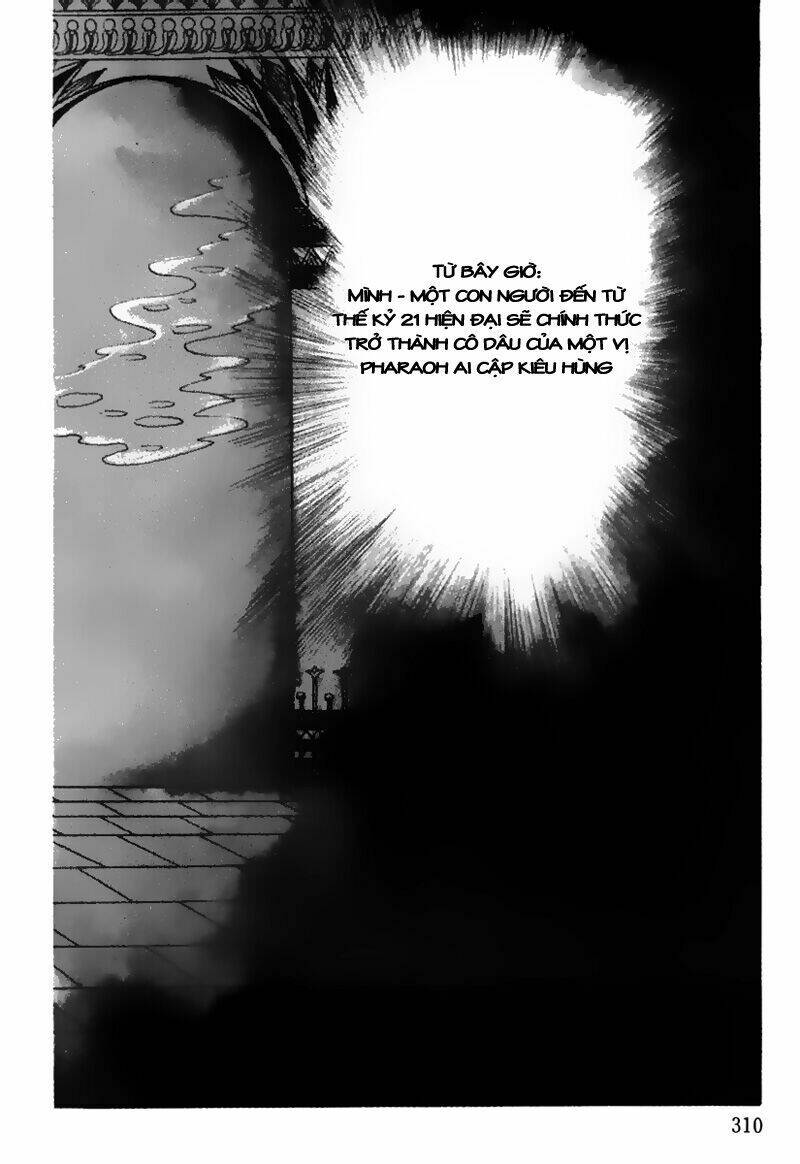 TỪ BÂY GIỜ:
MÌNH - MỘT CON NGƯỜI ĐẾN TỪ
THẾ KỶ 21 HIỆN ĐẠI SẼ CHÍNH THỨC
TRỞ THÀNH CÔ DÂU CỦA MỘT VỊ
PHARAOH AI CẬP KIÊU HÙNG
310